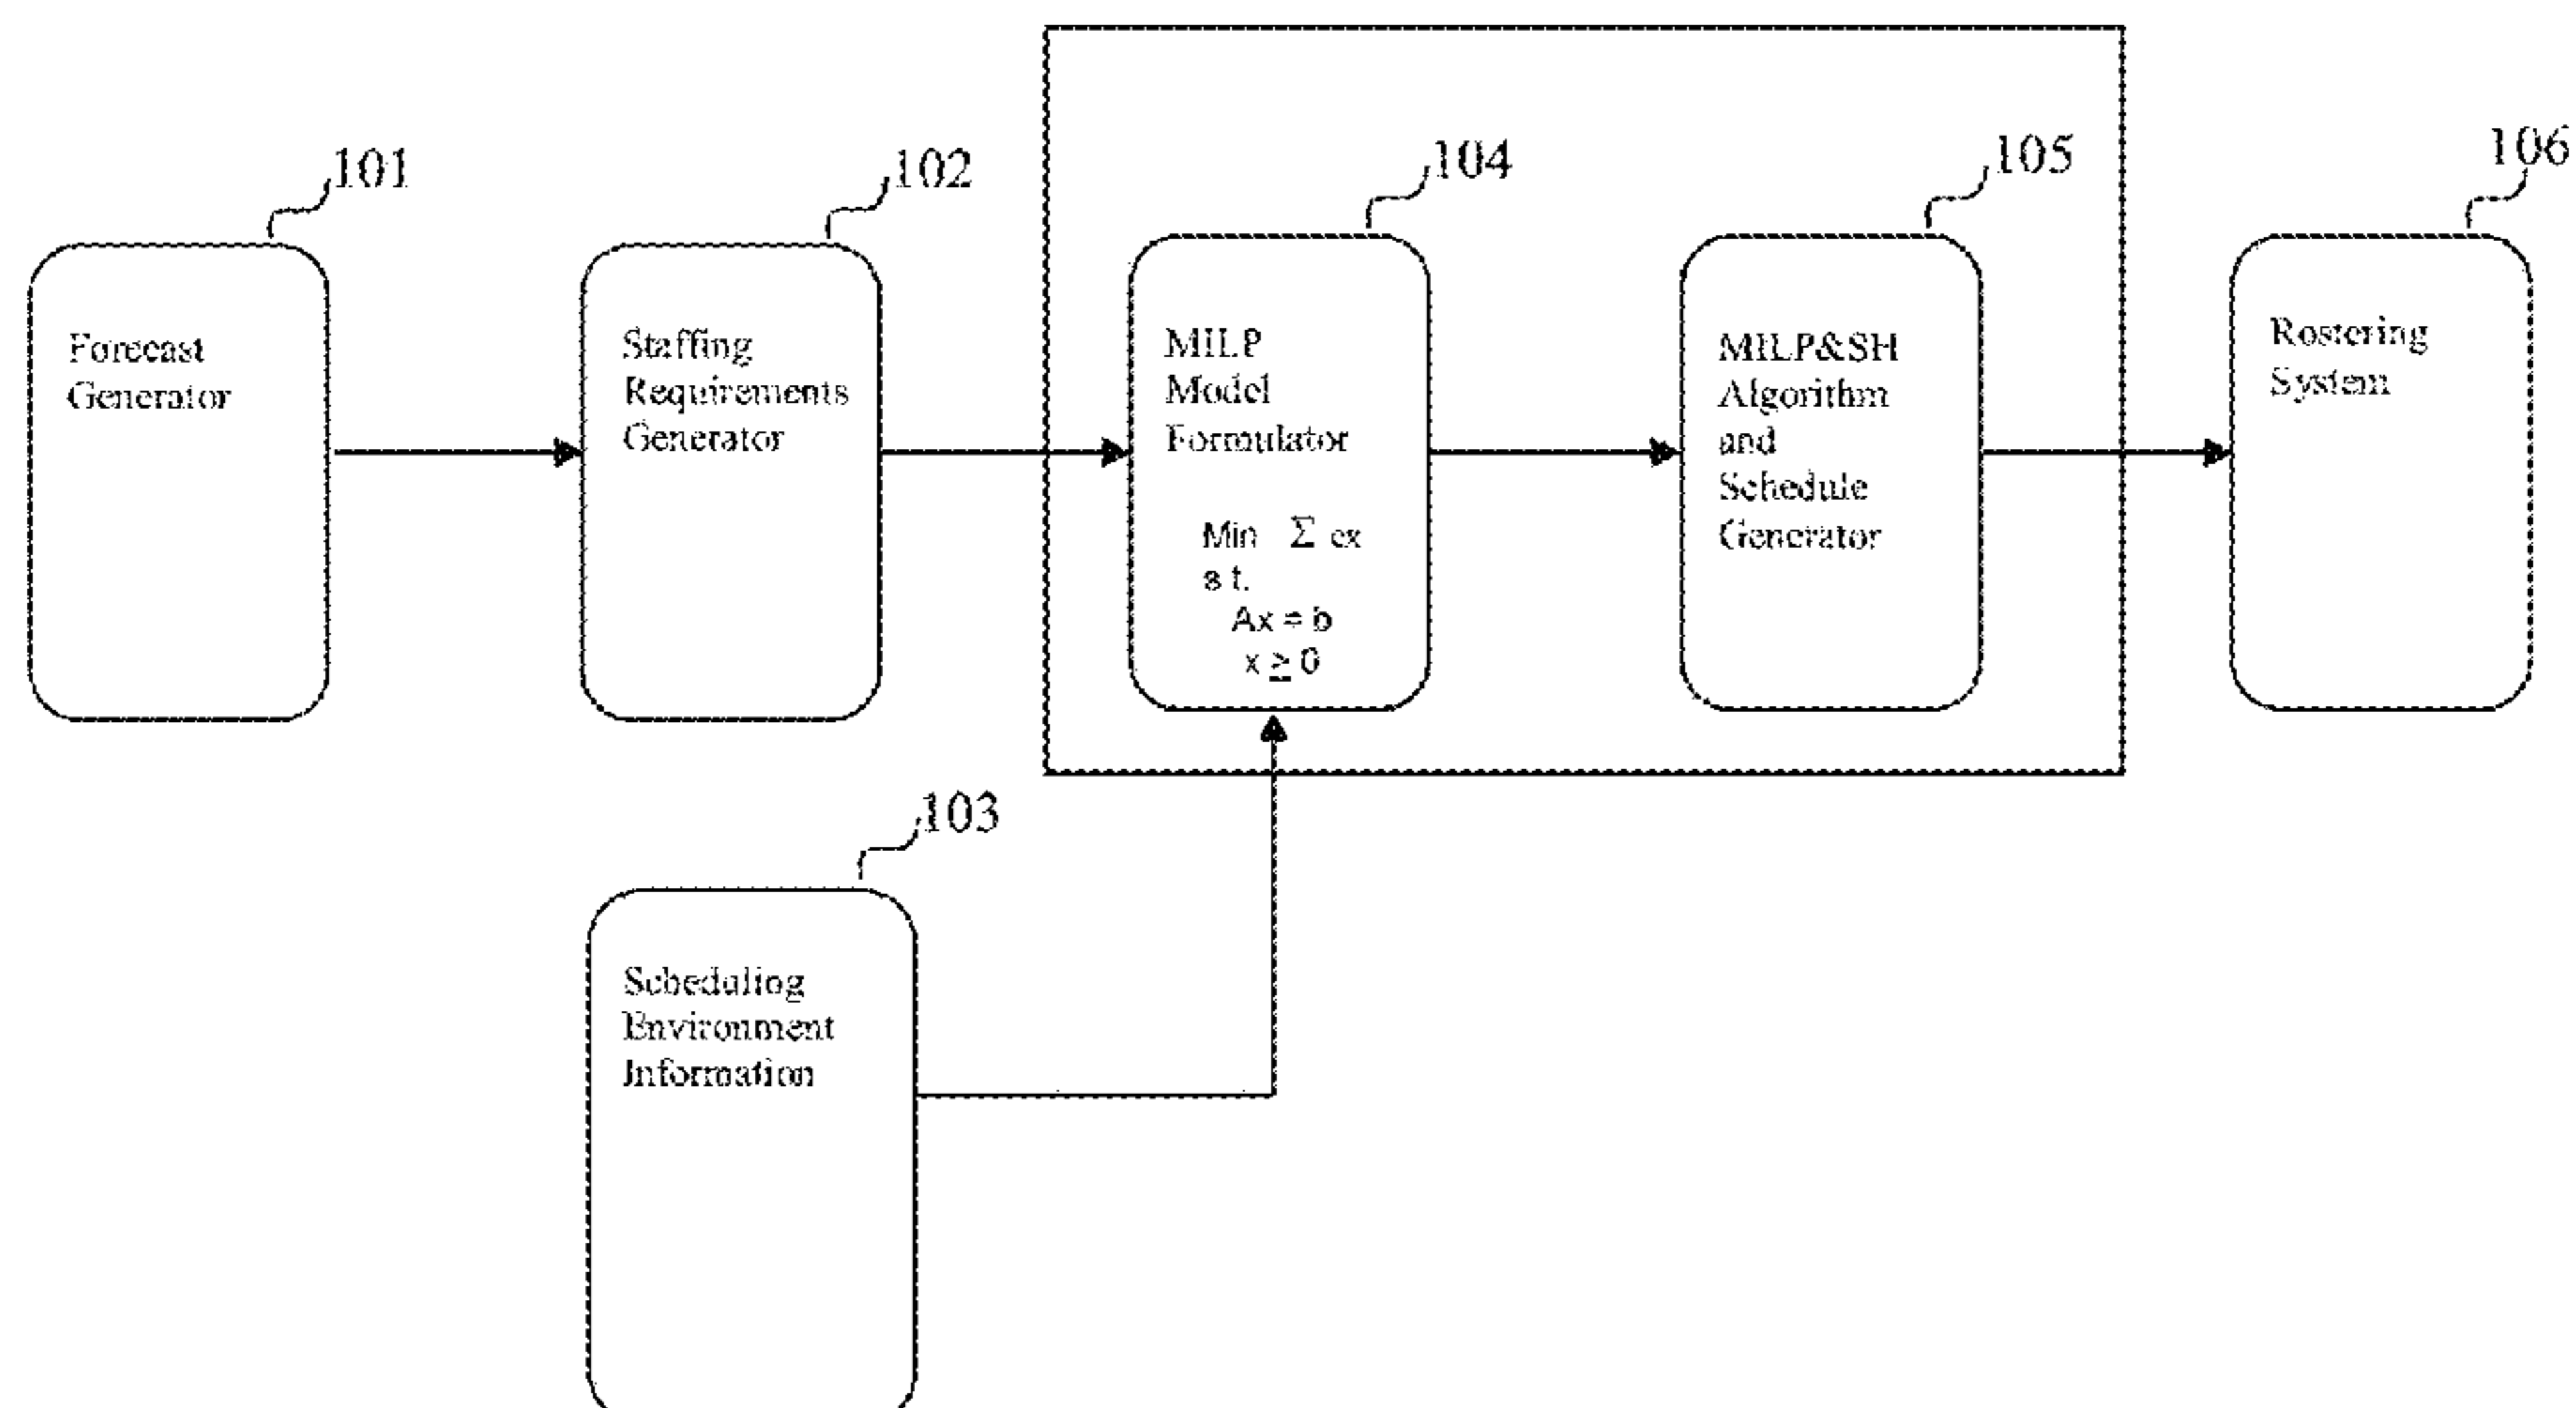 101
102
104
105
106
Forecast
Generator
Staffing
Requirements
Generator
MILP
Model
Formulator
Min Σ cx
s t.
Ax = b
x ≥ 0
MILP&SH
Algorithm
and
Schedule
Generator
Rostering
System
103
Scheduling
Environment
Information